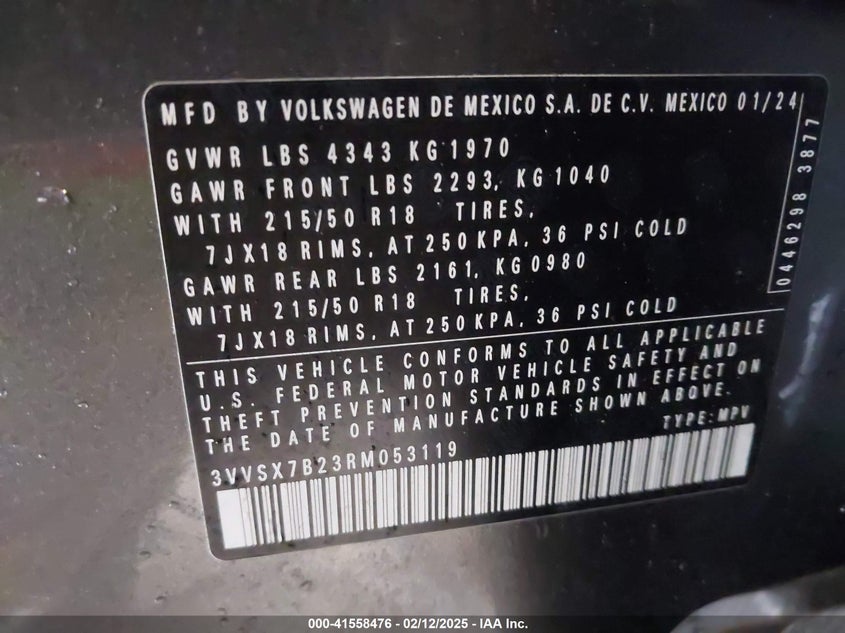 MFD BY VOLKSWAGEN DE MEXICO S.A. DE C.V. MEXICO 01/24
GVWR LBS 4343 KG 1970
GAWR FRONT LBS 2293, KG 1040
WITH 215/50 R18 TIRES,
7JX18 RIMS, AT 250 KPA, 36 PSI COLD
GAWR REAR LBS 2161, KG 0980
WITH 215/50 R18 TIRES,
7JX18 RIMS, AT 250 KPA, 36 PSI COLD
THIS VEHICLE CONFORMS TO ALL APPLICABLE
U.S. FEDERAL MOTOR VEHICLE SAFETY AND
THEFT PREVENTION STANDARDS IN EFFECT ON
THE DATE OF MANUFACTURE SHOWN ABOVE.
TYPE: MPV
3VVSX7B23RM053119
0446298 3877
000-41558476 - 02/12/2025 - IAA Inc.